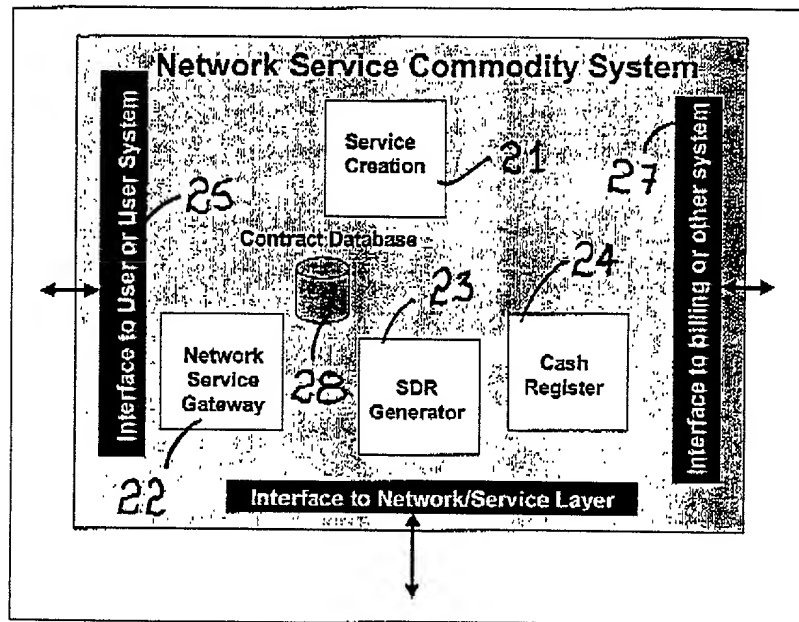 Network Service Commodity System
Service
Creation
21
27
Interface to User or User System
25
Interface to billing or other system
Contract Database
23
24
Network
Service
Gateway
28
SDR
Generator
Cash
Register
22
Interface to Network/Service Layer